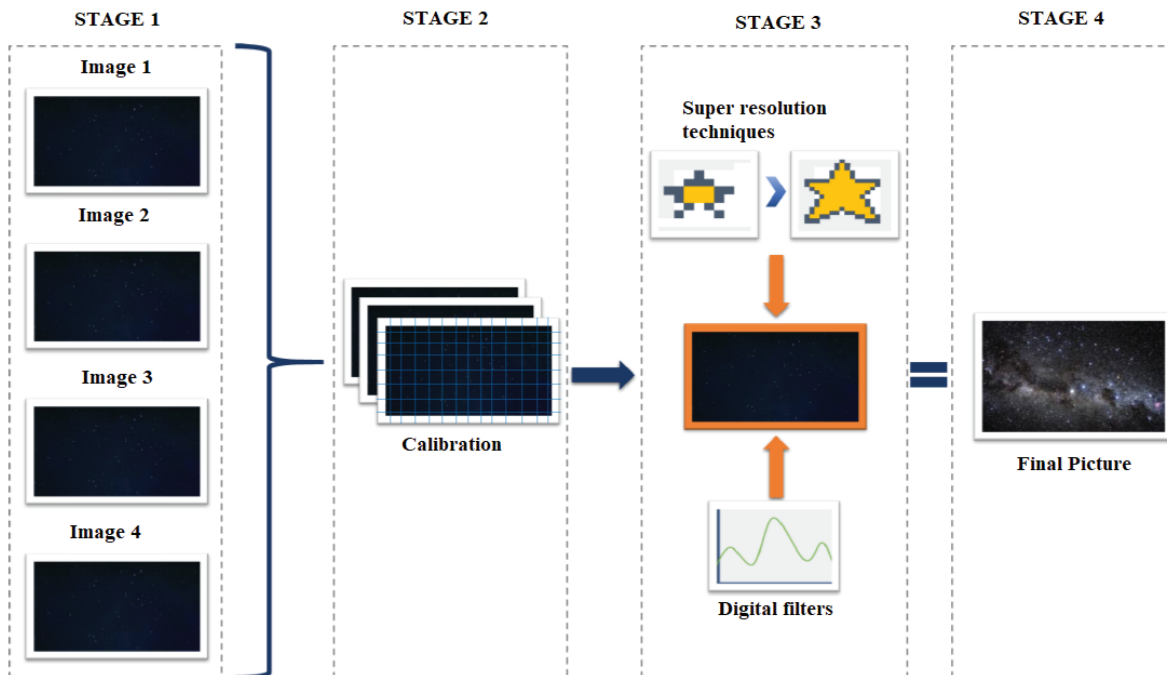 STAGE 1
Image 1
Image 2
Image 3
Image 4
STAGE 2
Calibration
STAGE 3
Super resolution
techniques
Digital filters
STAGE 4
Final Picture